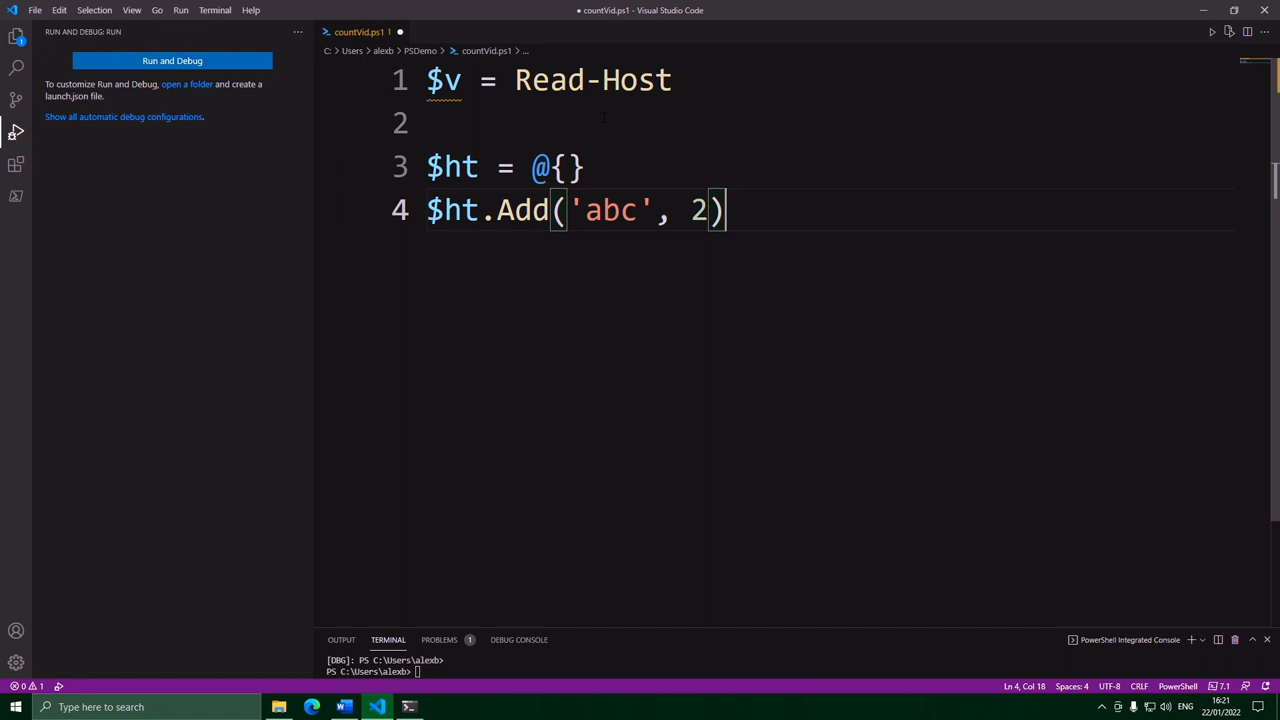 File Edit Selection View Go Run Terminal Help
● countVid.ps1 - Visual Studio Code
RUN AND DEBUG: RUN
Run and Debug
To customize Run and Debug, open a folder and create a
launch.json file.
Show all automatic debug configurations.
1
countVid.ps1 1 ●
C: > Users > alexb > PSDemo > countVid.ps1 > ...
1 $v = Read-Host
2
3 $ht = @{}
4 $ht.Add('abc', 2)
OUTPUT TERMINAL PROBLEMS 1 DEBUG CONSOLE
PowerShell Integrated Console
[DBG]: PS C:\Users\alexb>
PS C:\Users\alexb>
0 1
Ln 4, Col 18 Spaces: 4 UTF-8 CRLF PowerShell 7.1
Type here to search
ENG
16:21
22/01/2022